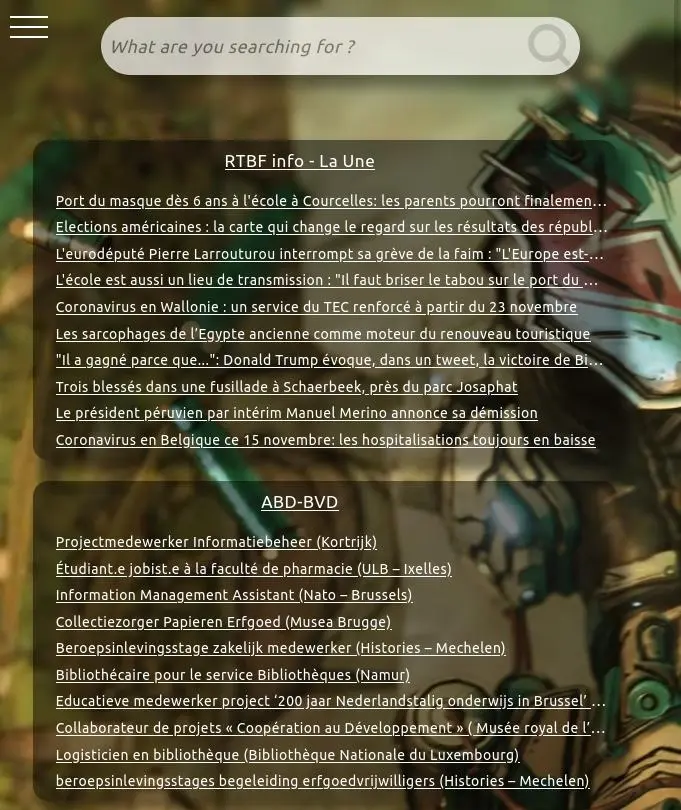 What are you searching for ?
RTBF info - La Une
Port du masque dès 6 ans à l'école à Courcelles: les parents pourront finalemen...
Elections américaines : la carte qui change le regard sur les résultats des républ...
L'eurodéputé Pierre Larrouturou interrompt sa grève de la faim : "L'Europe est-...
L'école est aussi un lieu de transmission : "Il faut briser le tabou sur le port du ...
Coronavirus en Wallonie : un service du TEC renforcé à partir du 23 novembre
Les sarcophages de l’Egypte ancienne comme moteur du renouveau touristique
"Il a gagné parce que...": Donald Trump évoque, dans un tweet, la victoire de Bi...
Trois blessés dans une fusillade à Schaerbeek, près du parc Josaphat
Le président péruvien par intérim Manuel Merino annonce sa démission
Coronavirus en Belgique ce 15 novembre: les hospitalisations toujours en baisse
ABD-BVD
Projectmedewerker Informatiebeheer (Kortrijk)
Étudiant.e jobist.e à la faculté de pharmacie (ULB – Ixelles)
Information Management Assistant (Nato – Brussels)
Collectiezorger Papieren Erfgoed (Musea Brugge)
Beroepsinlevingsstage zakelijk medewerker (Histories – Mechelen)
Bibliothécaire pour le service Bibliothèques (Namur)
Educatieve medewerker project ‘200 jaar Nederlandstalig onderwijs in Brussel’ ...
Collaborateur de projets « Coopération au Développement » ( Musée royal de l’...
Logisticien en bibliothèque (Bibliothèque Nationale du Luxembourg)
beroepsinlevingsstages begeleiding erfgoedvrijwilligers (Histories – Mechelen)